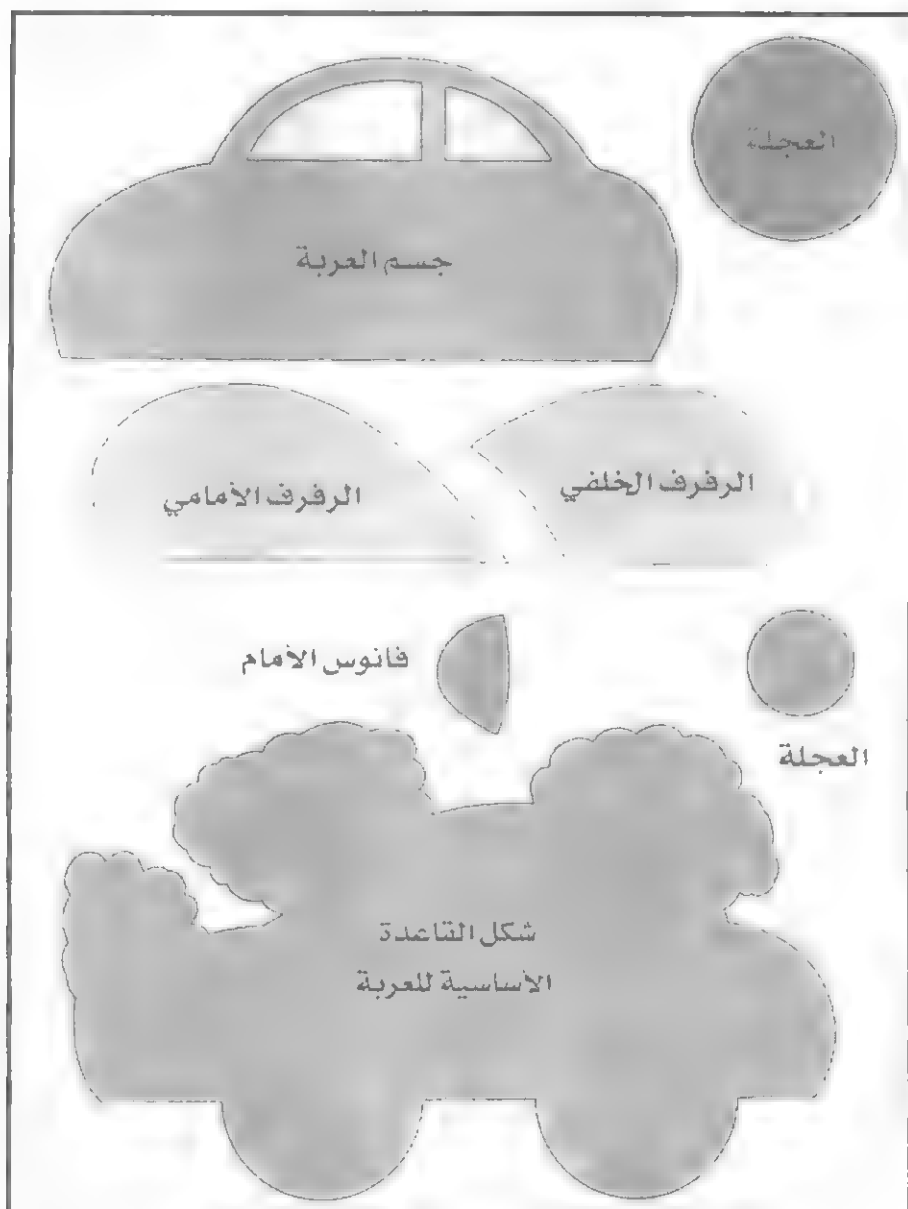 العجلة
جسم العربة
الرفرف الخلفي
الرفرف الأمامي
فانوس الأمام
العجلة
شكل القاعدة
الأساسية للعربة